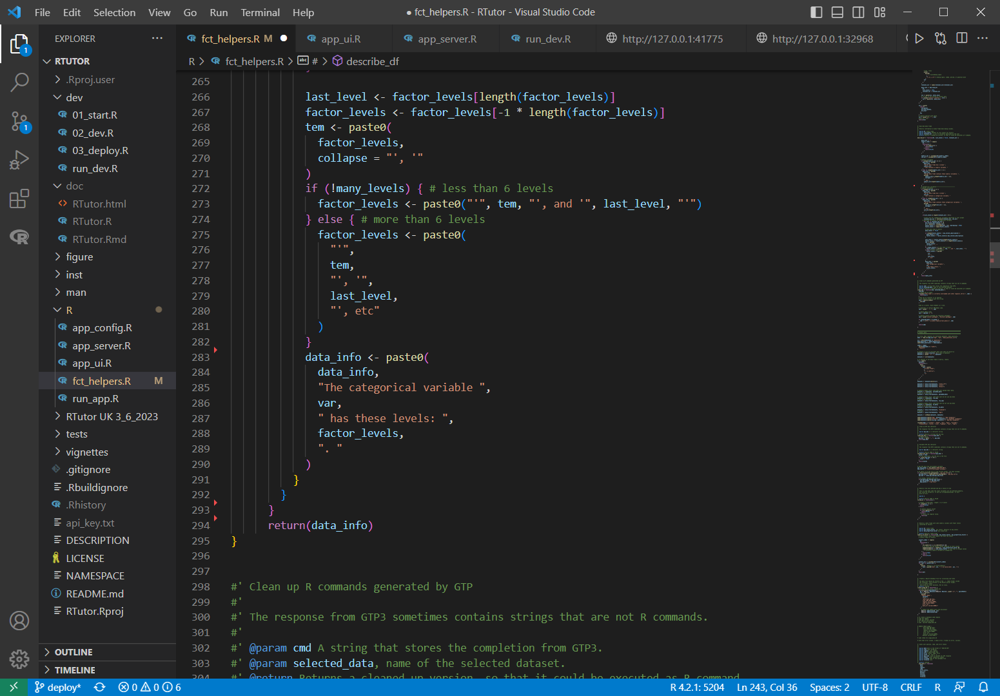 File Edit Selection View Go Run Terminal Help
● fct_helpers.R - RTutor - Visual Studio Code
EXPLORER
fct_helpers.R M
app_ui.R
app_server.R
run_dev.R
http://127.0.0.1:41775
http://127.0.0.1:32968
1
1
R > fct_helpers.R > abc # > describe_df
RTUTOR
.Rproj.user
dev
01_start.R
02_dev.R
03_deploy.R
run_dev.R
doc
RTutor.html
RTutor.R
RTutor.Rmd
figure
inst
man
R
app_config.R
app_server.R
app_ui.R
fct_helpers.R M
run_app.R
RTutor UK 3_6_2023
tests
vignettes
.gitignore
.Rbuildignore
.Rhistory
api_key.txt
DESCRIPTION
LICENSE
NAMESPACE
README.md
RTutor.Rproj
OUTLINE
TIMELINE
265
266 last_level <- factor_levels[length(factor_levels)]
267 factor_levels <- factor_levels[-1 * length(factor_levels)]
268 tem <- paste0(
269 factor_levels,
270 collapse = "', '"
271 )
272 if (!many_levels) { # less than 6 levels
273 factor_levels <- paste0("'", tem, "', and '", last_level, "'")
274 } else { # more than 6 levels
275 factor_levels <- paste0(
276 "'",
277 tem,
278 "', '",
279 last_level,
280 "', etc"
281 )
282 }
283 data_info <- paste0(
284 data_info,
285 "The categorical variable ",
286 var,
287 " has these levels: ",
288 factor_levels,
289 ". "
290 )
291 }
292 }
293 }
294 return(data_info)
295 }
296
297
298 #' Clean up R commands generated by GTP
299 #'
300 #' The response from GTP3 sometimes contains strings that are not R commands.
301 #'
302 #' @param cmd A string that stores the completion from GTP3.
303 #' @param selected_data, name of the selected dataset.
304 #' @return Returns a cleaned up version, so that it could be executed as R command.
deploy* 0 0 6
R 4.2.1: 5204 Ln 243, Col 36 Spaces: 2 UTF-8 CRLF R